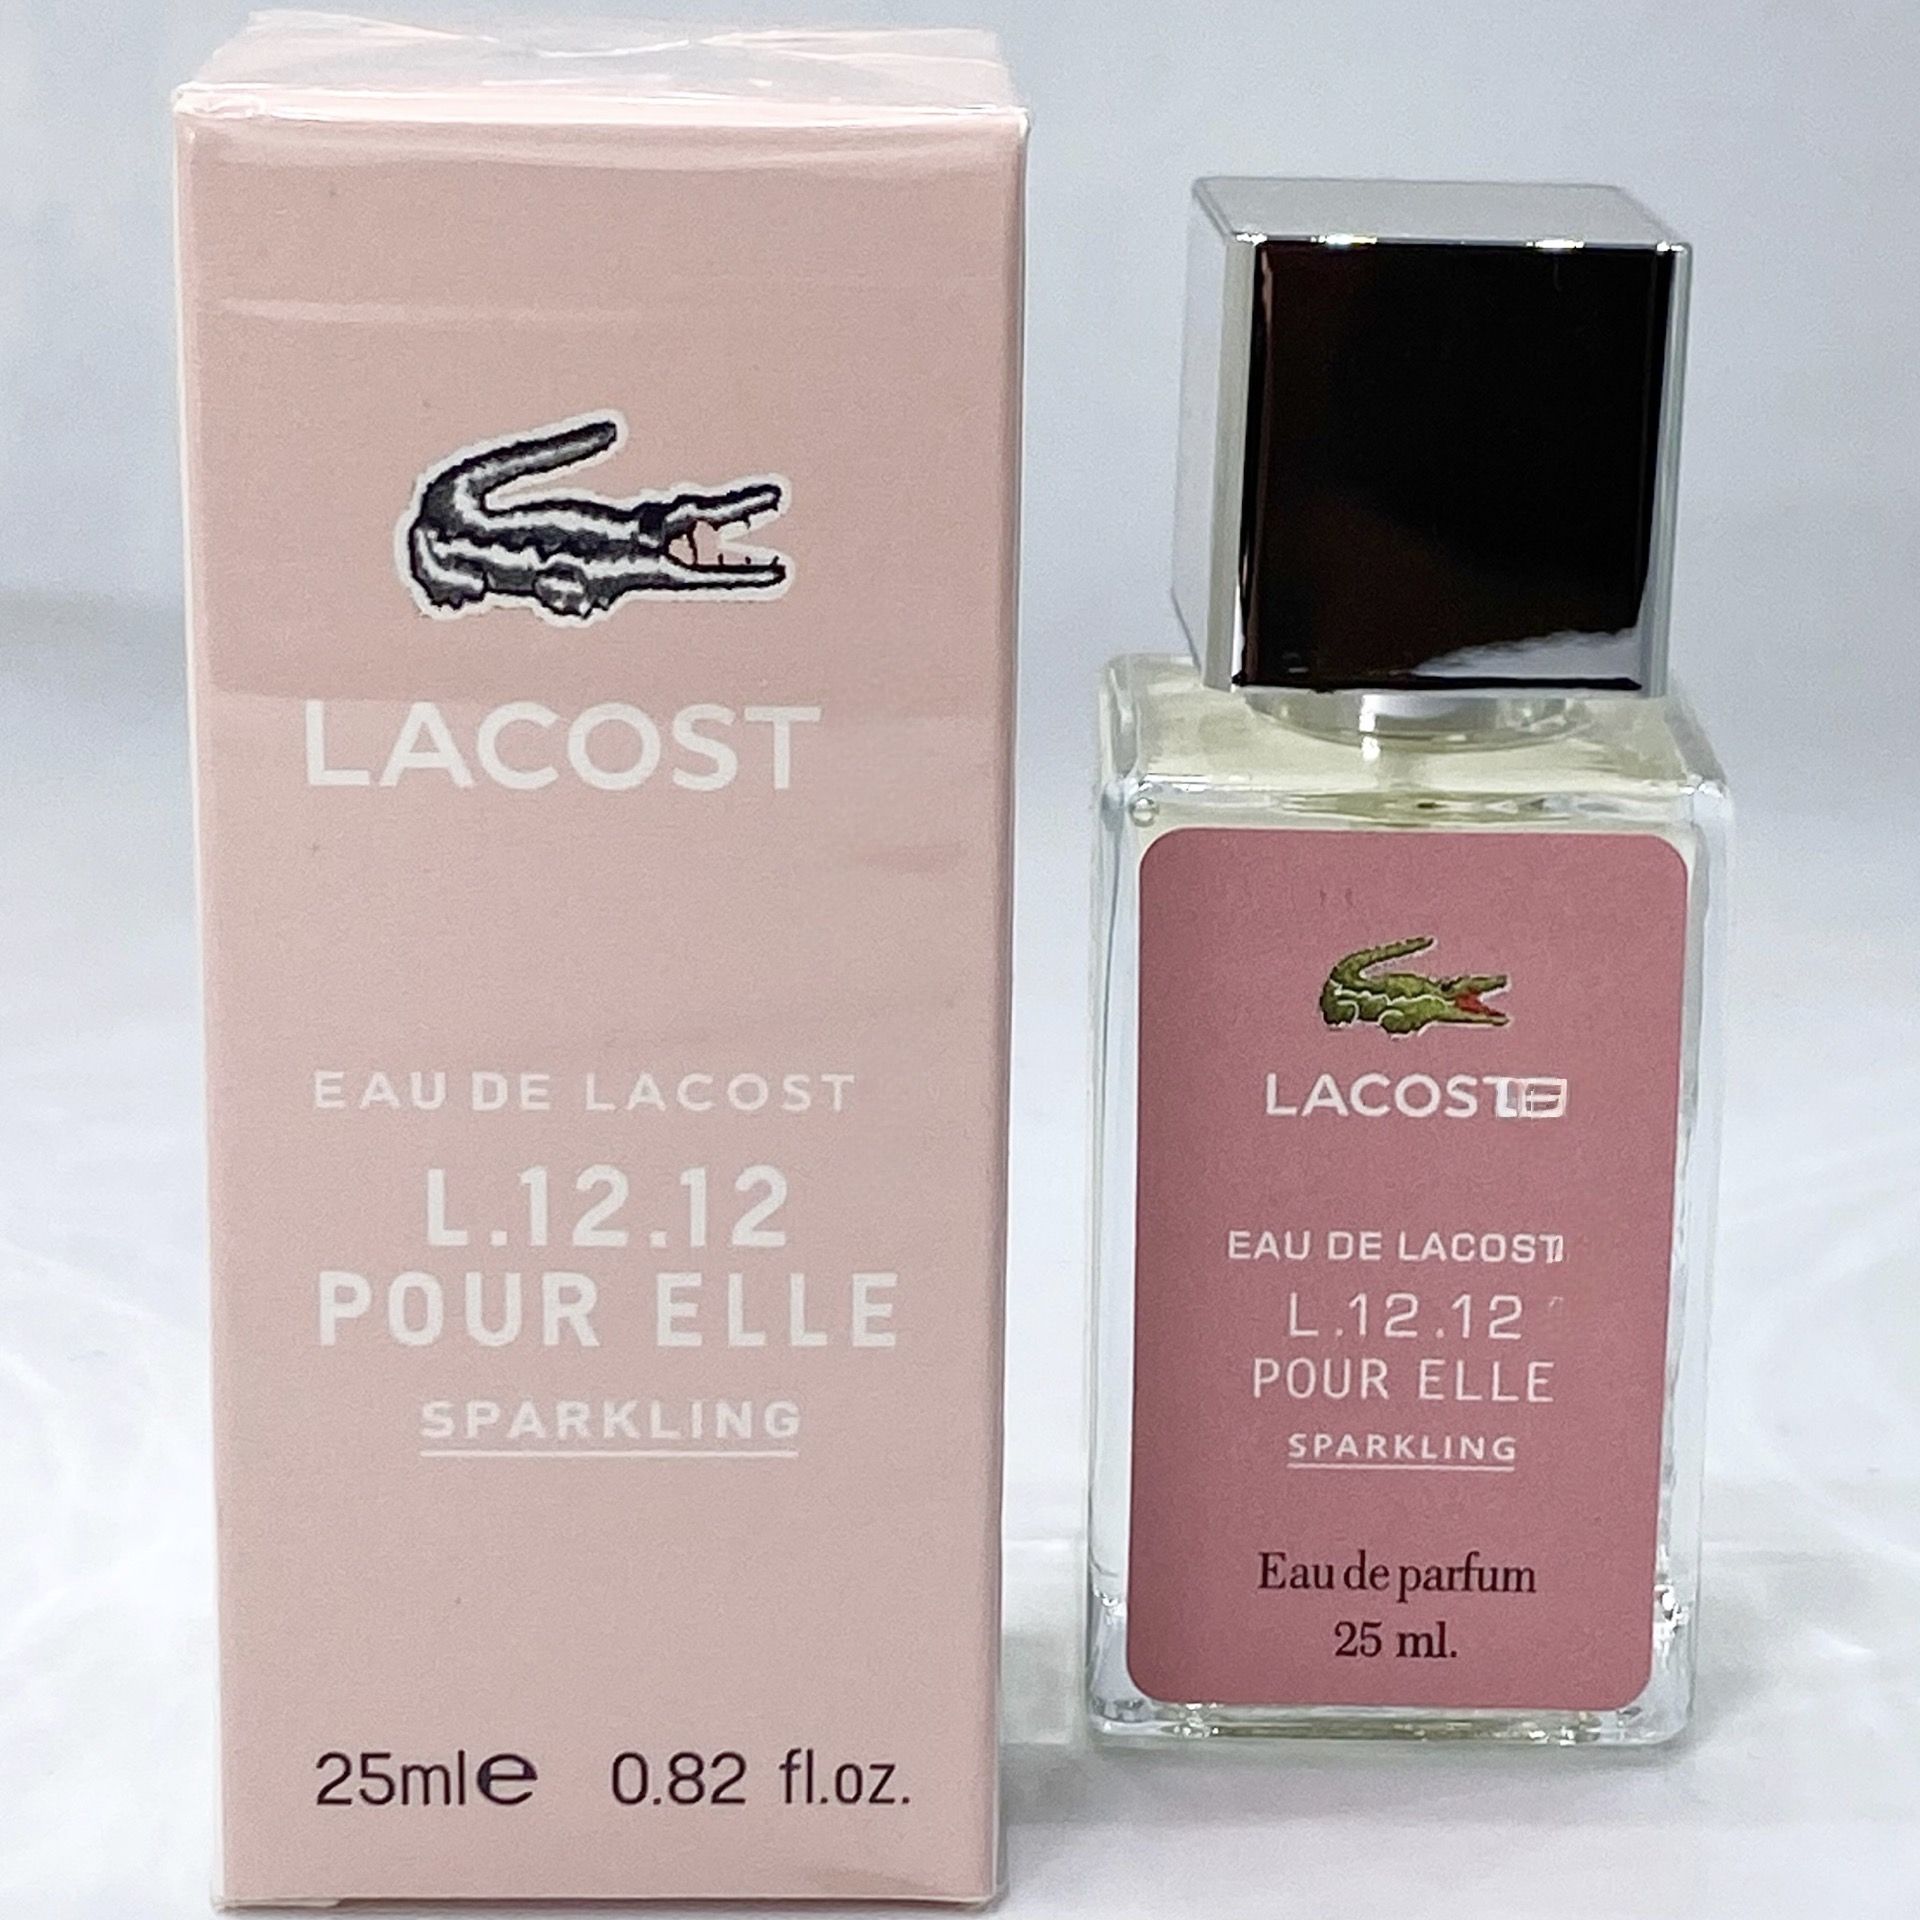 LACOST
EAU DE LACOST
L.12.12
POUR ELLE
SPARKLING
25mle 0.82 fl.oz.
LACOSTE
EAU DE LACOST
L.12.12
POUR ELLE
SPARKLING
Eau de parfum
25 ml.